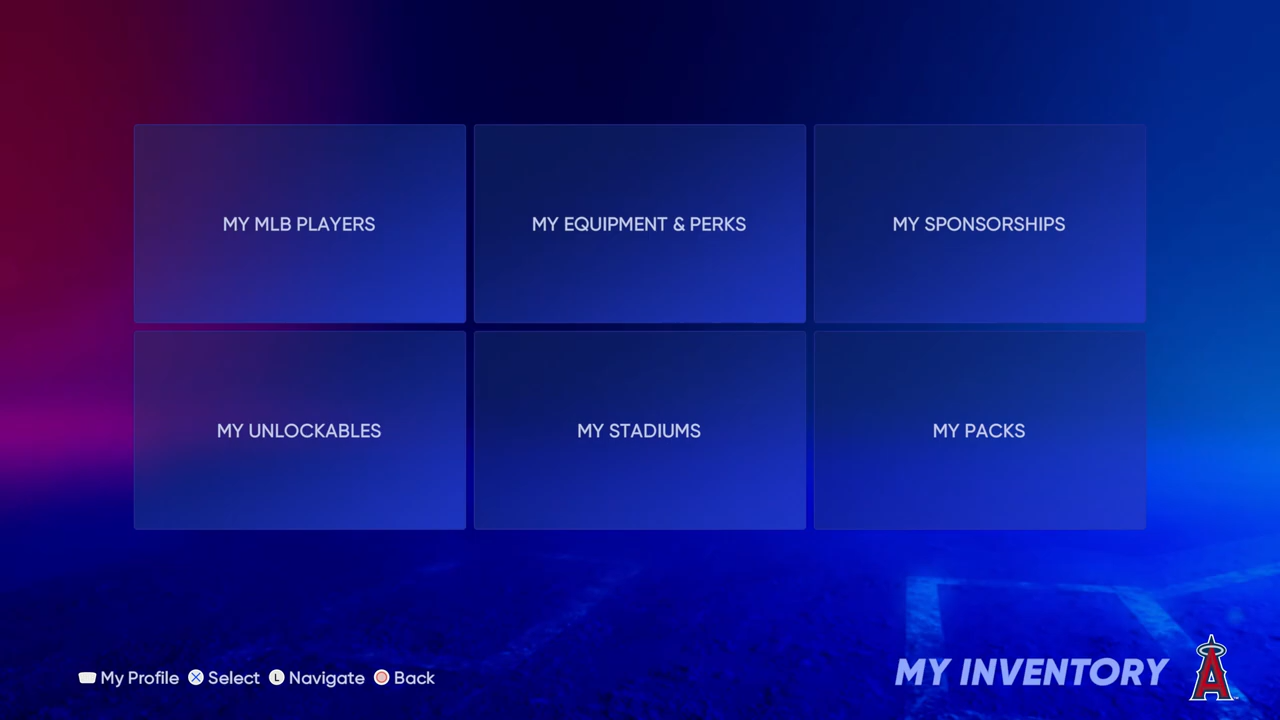 MY MLB PLAYERS
MY EQUIPMENT & PERKS
MY SPONSORSHIPS
MY UNLOCKABLES
MY STADIUMS
MY PACKS
My Profile Select L Navigate Back
MY INVENTORY
A